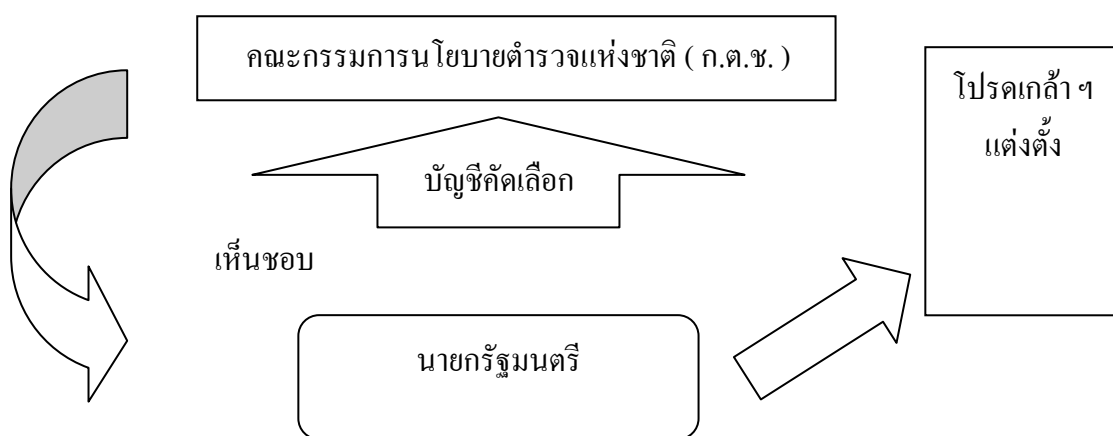 คณะกรรมการนโยบายตำรวจแห่งชาติ ( ก.ต.ช. )
โปรดเกล้า ฯ
แต่งตั้ง
บัญชีคัดเลือก
เห็นชอบ
นายกรัฐมนตรี